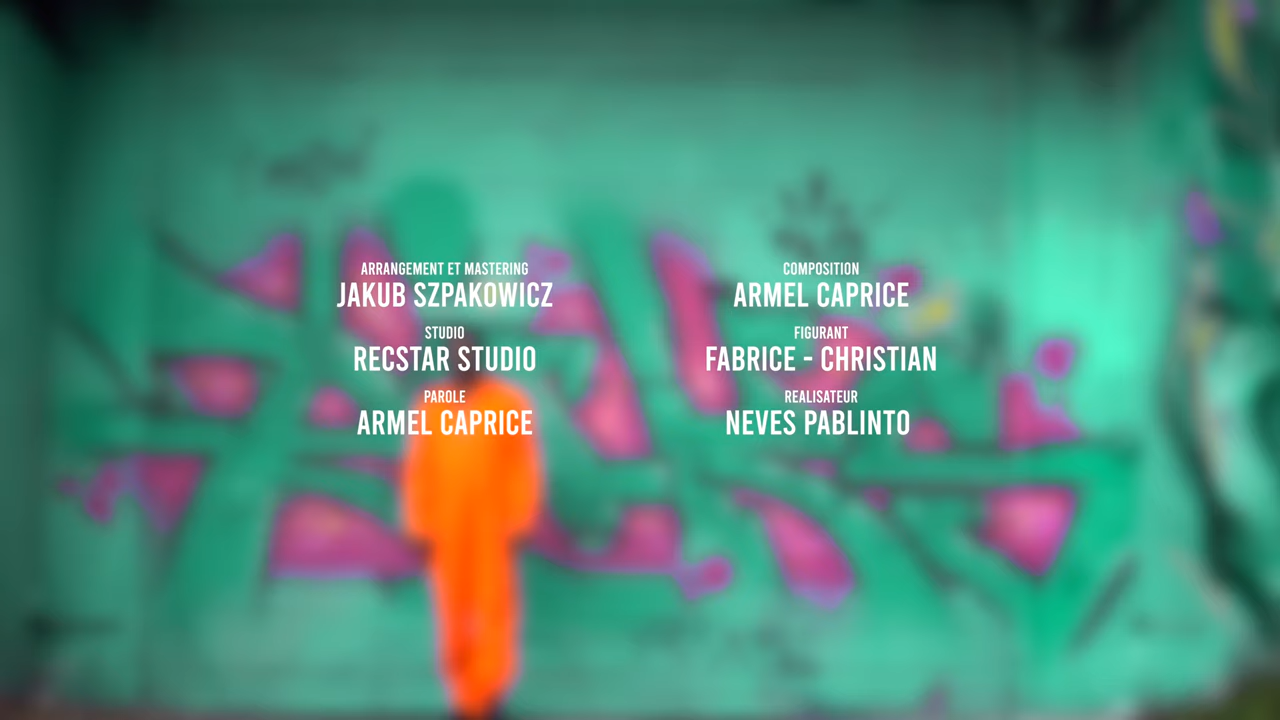 ARRANGEMENT ET MASTERING
JAKUB SZPAKOWICZ
STUDIO
RECSTAR STUDIO
PAROLE
ARMEL CAPRICE
COMPOSITION
ARMEL CAPRICE
FIGURANT
FABRICE - CHRISTIAN
REALISATEUR
NEVES PABLINTO